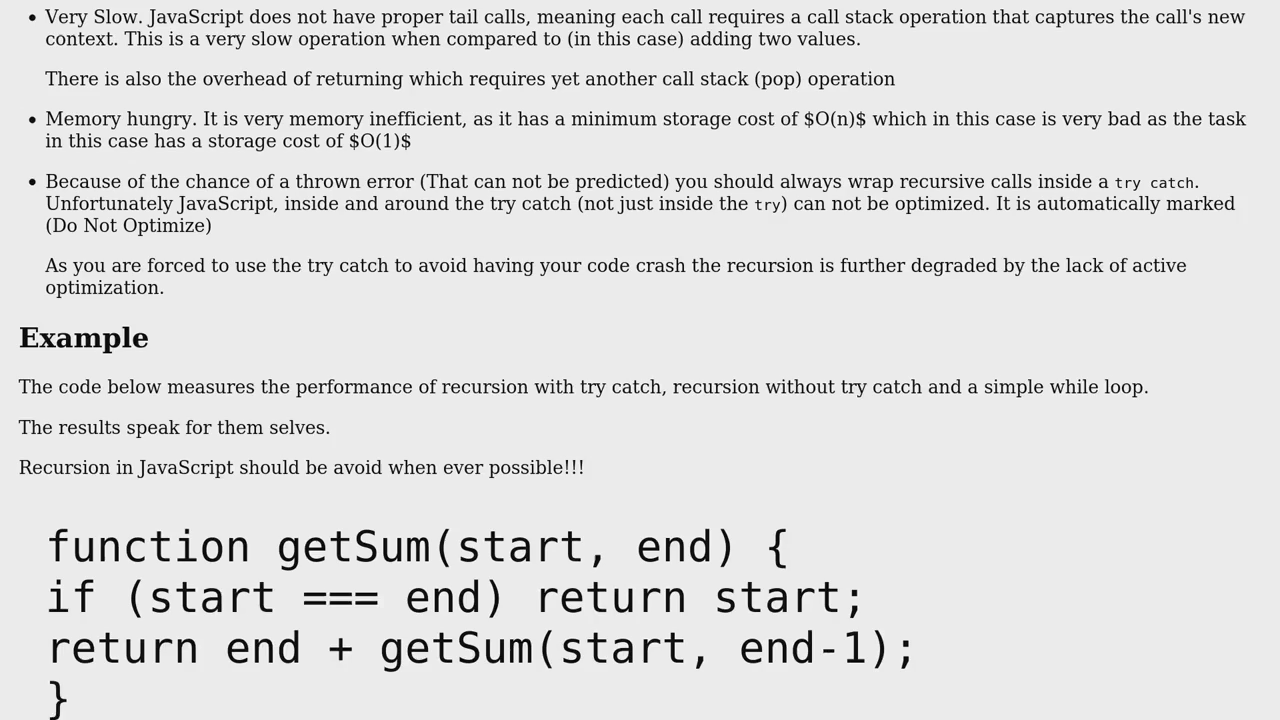 • Very Slow. JavaScript does not have proper tail calls, meaning each call requires a call stack operation that captures the call's new
context. This is a very slow operation when compared to (in this case) adding two values.
There is also the overhead of returning which requires yet another call stack (pop) operation
• Memory hungry. It is very memory inefficient, as it has a minimum storage cost of $O(n)$ which in this case is very bad as the task
in this case has a storage cost of $O(1)$
• Because of the chance of a thrown error (That can not be predicted) you should always wrap recursive calls inside a try catch.
Unfortunately JavaScript, inside and around the try catch (not just inside the try) can not be optimized. It is automatically marked
(Do Not Optimize)
As you are forced to use the try catch to avoid having your code crash the recursion is further degraded by the lack of active
optimization.
Example
The code below measures the performance of recursion with try catch, recursion without try catch and a simple while loop.
The results speak for them selves.
Recursion in JavaScript should be avoid when ever possible!!!
function getSum(start, end) {
if (start === end) return start;
return end + getSum(start, end-1);
}